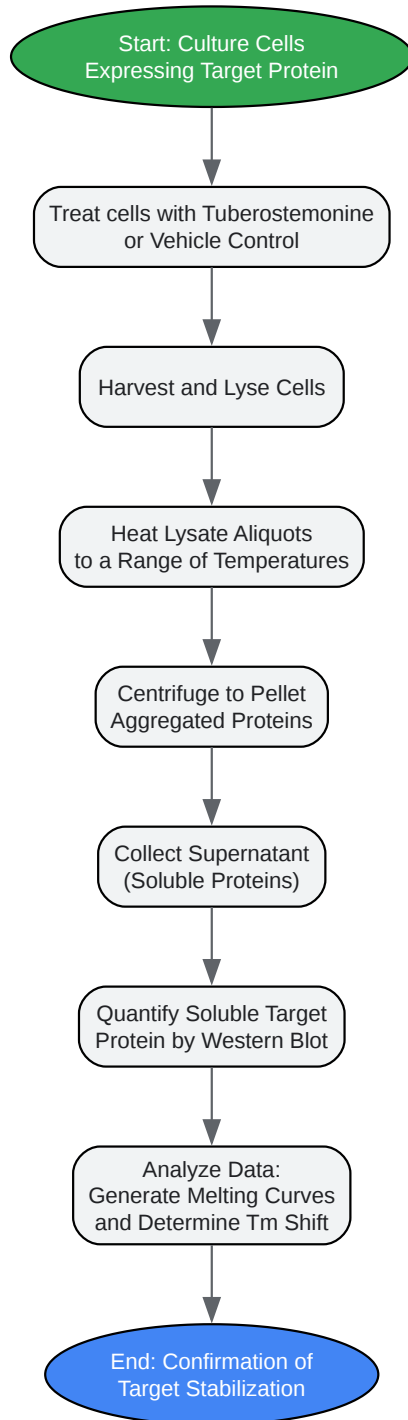 Start: Culture Cells
Expressing Target Protein
Treat cells with Tuberostemonine
or Vehicle Control
Harvest and Lyse Cells
Heat Lysate Aliquots
to a Range of Temperatures
Centrifuge to Pellet
Aggregated Proteins
Collect Supernatant
(Soluble Proteins)
Quantify Soluble Target
Protein by Western Blot
Analyze Data:
Generate Melting Curves
and Determine Tm Shift
End: Confirmation of
Target Stabilization